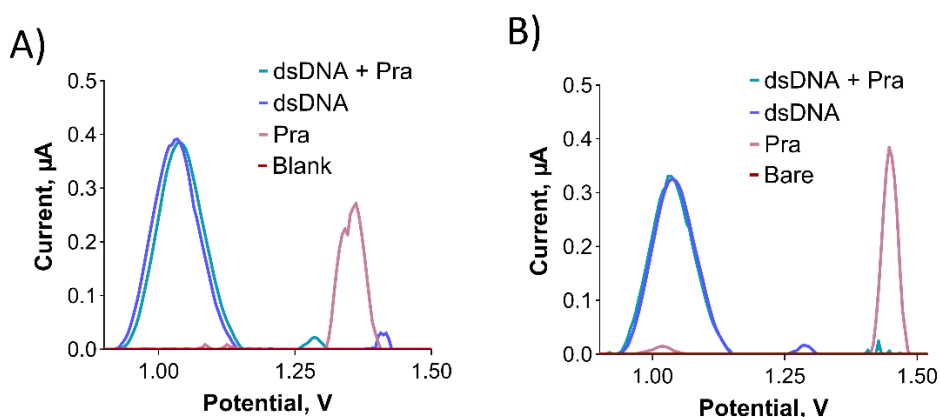 A)
dsDNA + Pra
dsDNA
Pra
Blank
0.5
0.4
0.3
0.2
0.1
0.0
Current, µA
1.00
1.25
1.50
Potential, V
B)
dsDNA + Pra
dsDNA
Pra
Bare
0.5
0.4
0.3
0.2
0.1
0.0
Current, µA
1.00
1.25
1.50
Potential, V